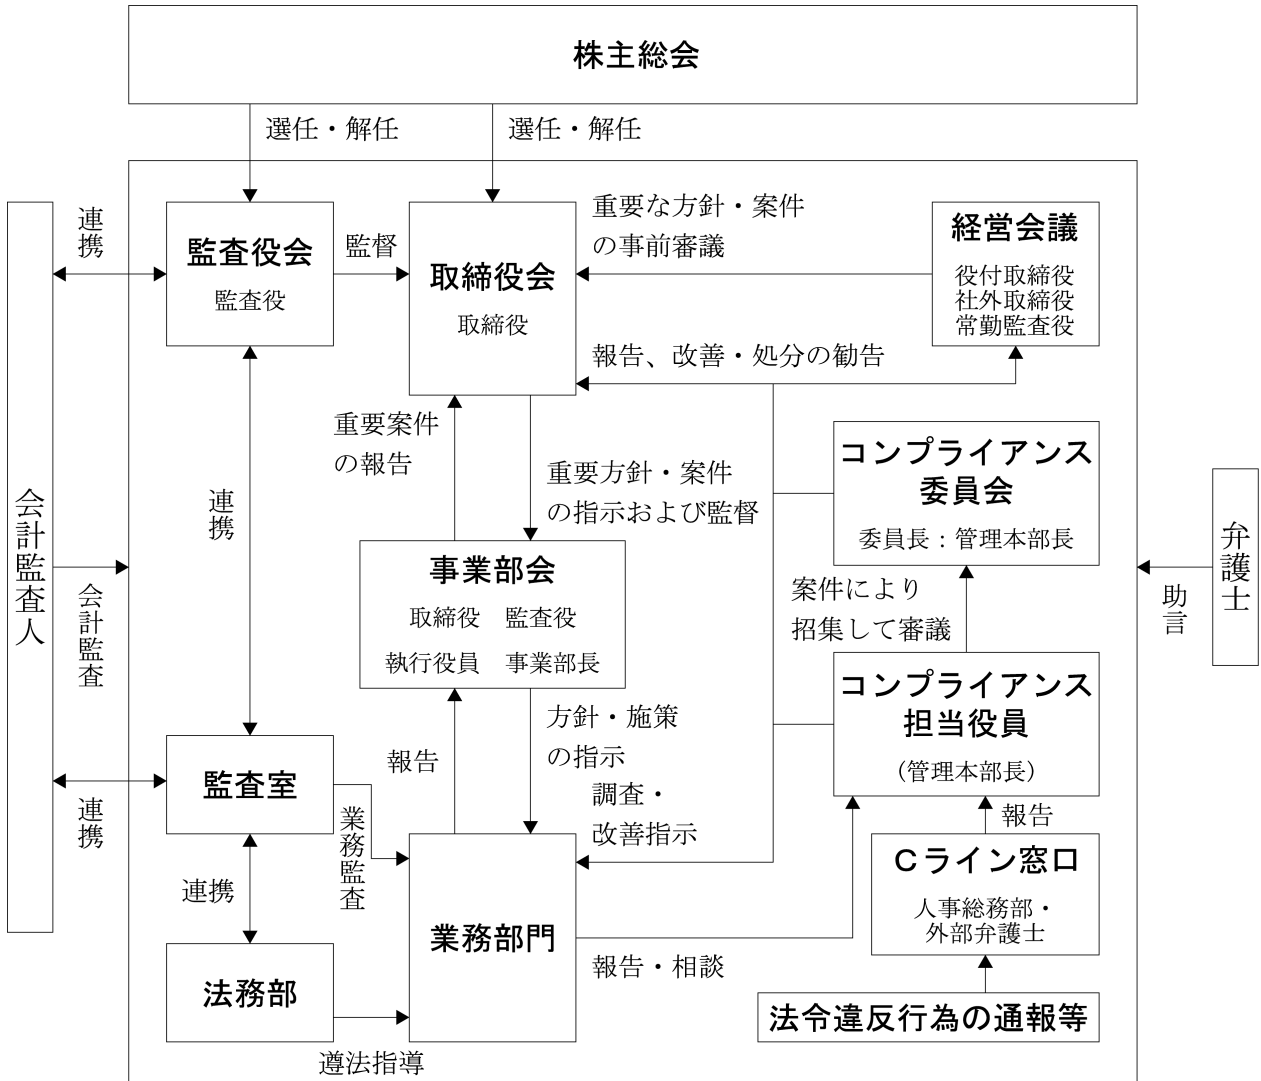 株主総会
選任・解任
選任・解任
連携
監査役会
監査役
監督
取締役会
取締役
重要な方針・案件
の事前審議
経営会議
役付取締役
社外取締役
常勤監査役
報告、改善・処分の勧告
重要案件
の報告
重要方針・案件
の指示および監督
コンプライアンス
委員会
委員長：管理本部長
連携
会計監査人
会計監査
弁護士
助言
事業部会
取締役　監査役
執行役員　事業部長
案件により
招集して審議
コンプライアンス
担当役員
（管理本部長）
報告
方針・施策
の指示
監査室
連携
業務監査
調査・
改善指示
報告
Ｃライン窓口
人事総務部・
外部弁護士
連携
業務部門
報告・相談
法務部
遵法指導
法令違反行為の通報等